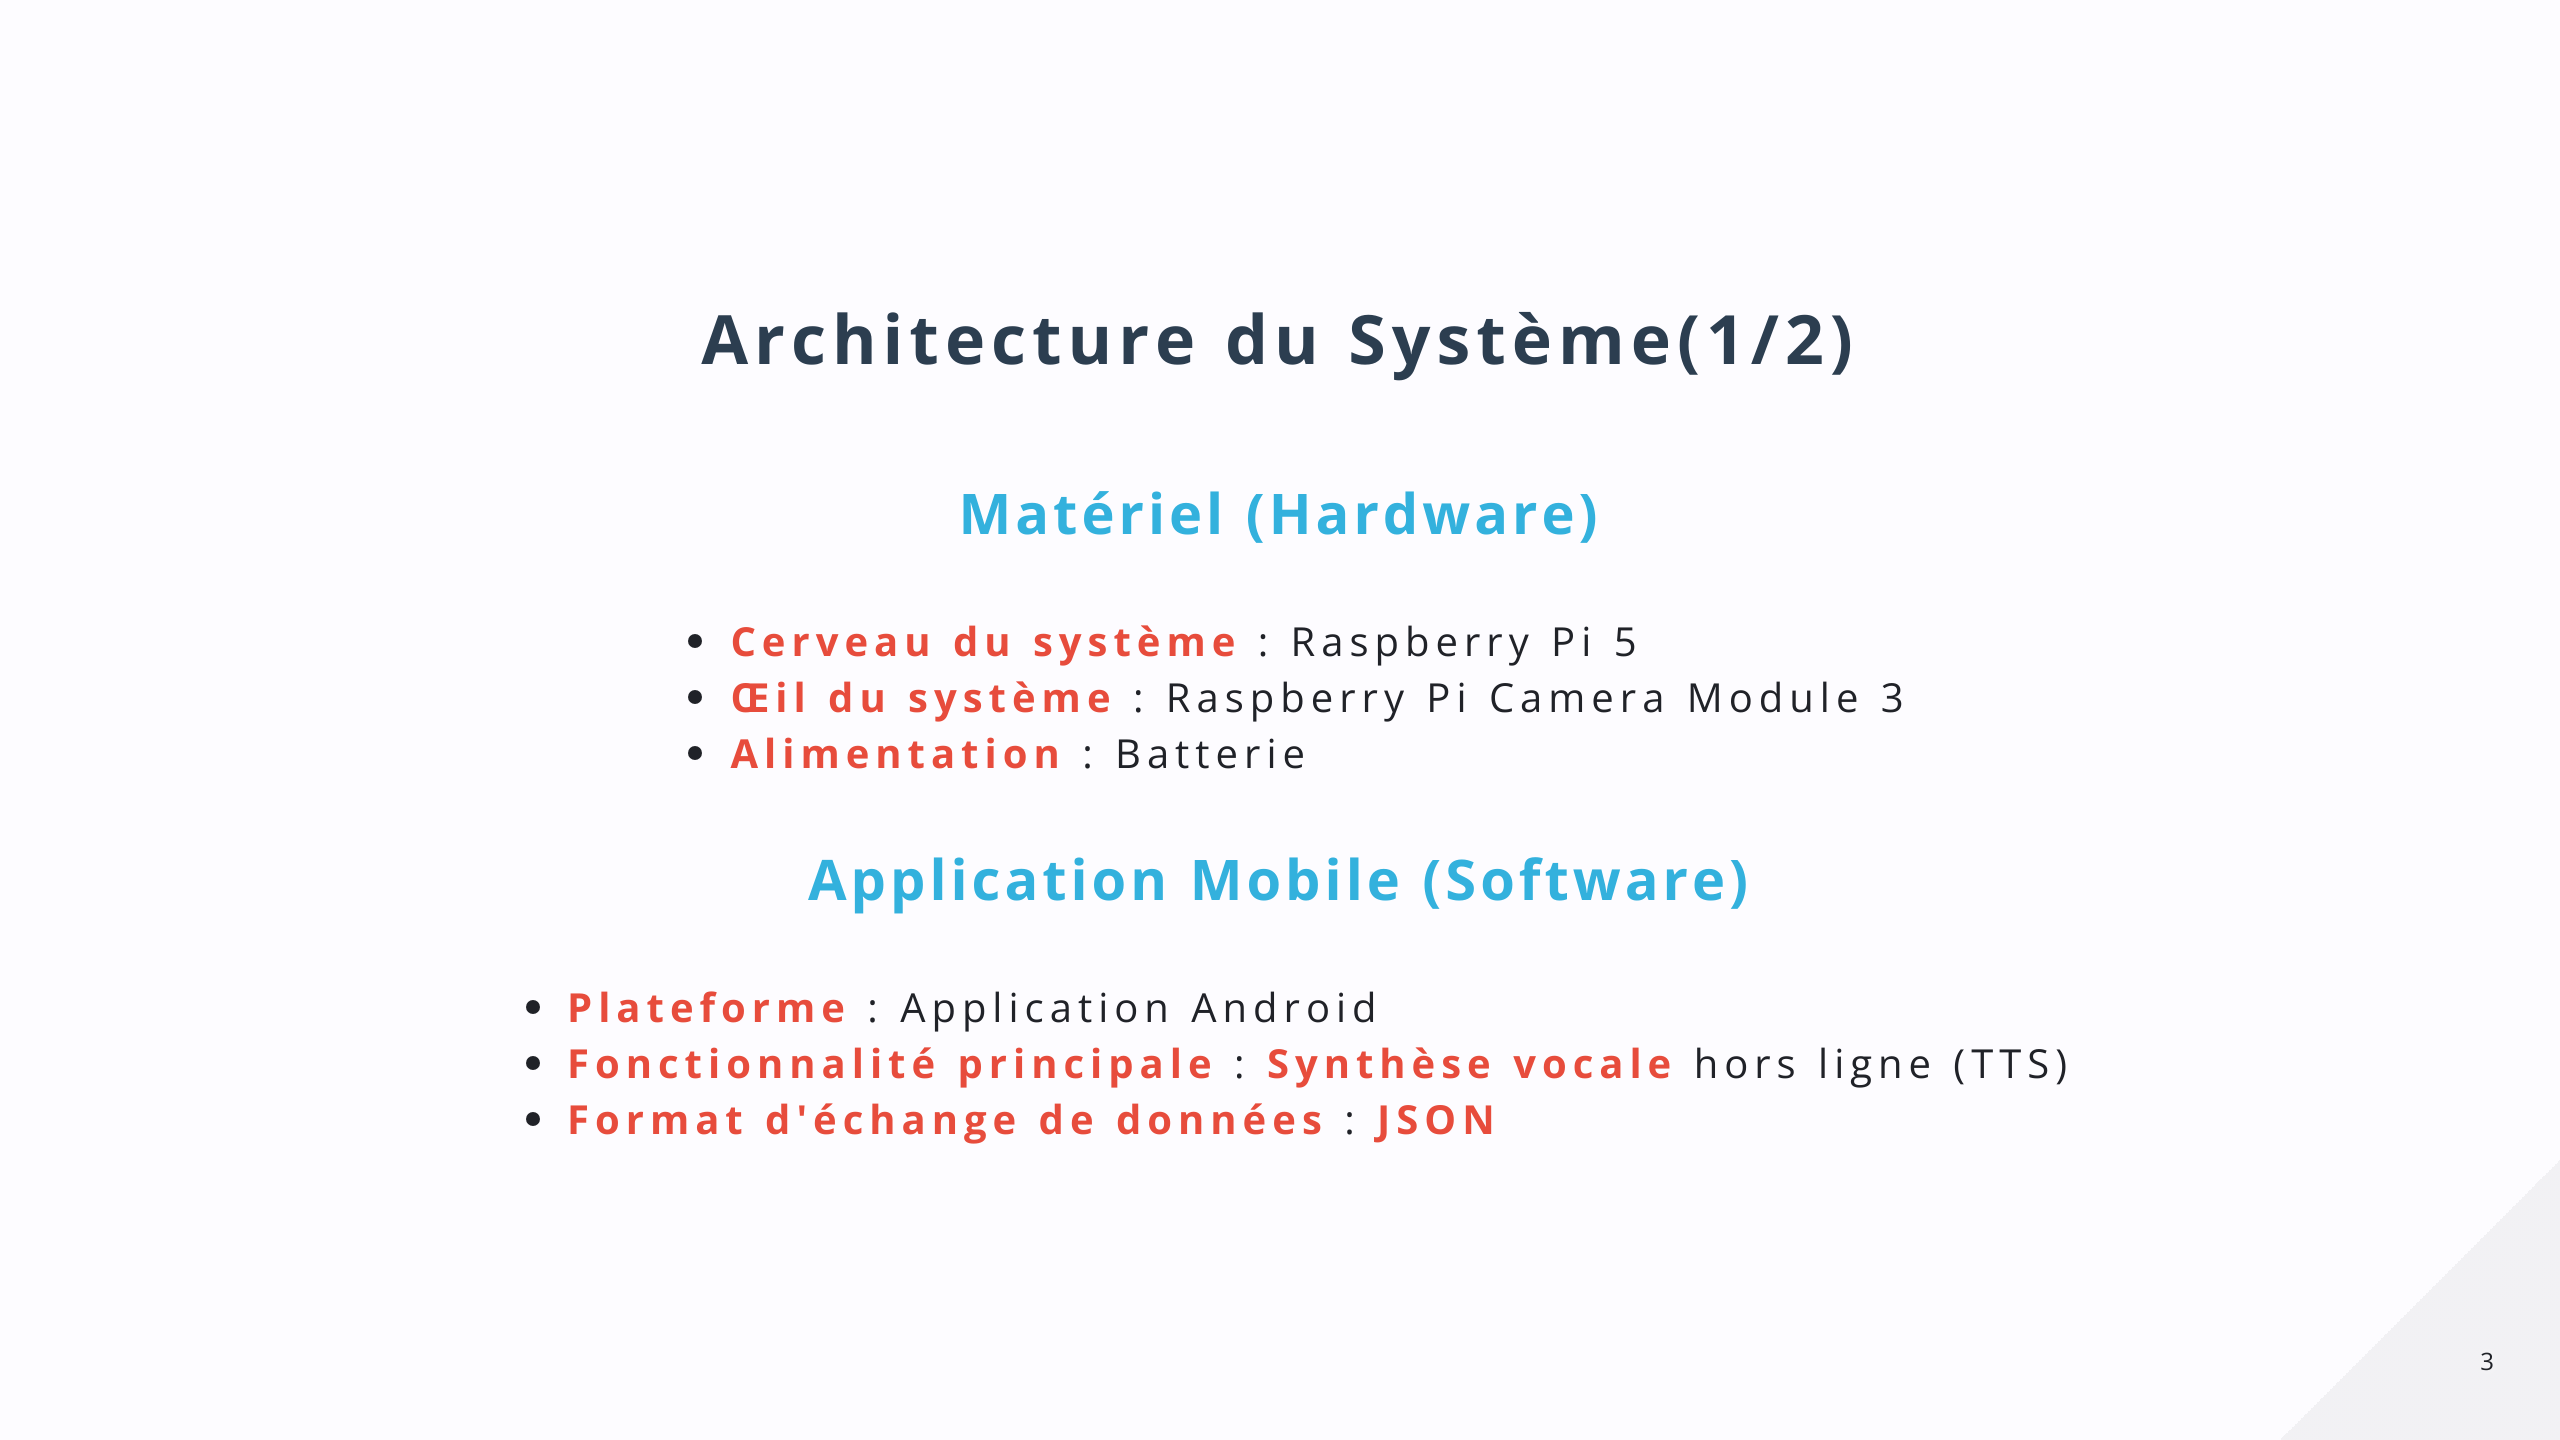 Architecture du Système(1/2)
Matériel (Hardware)
• Cerveau du système : Raspberry Pi 5
• Œil du système : Raspberry Pi Camera Module 3
• Alimentation : Batterie
Application Mobile (Software)
• Plateforme : Application Android
• Fonctionnalité principale : Synthèse vocale hors ligne (TTS)
• Format d'échange de données : JSON
3